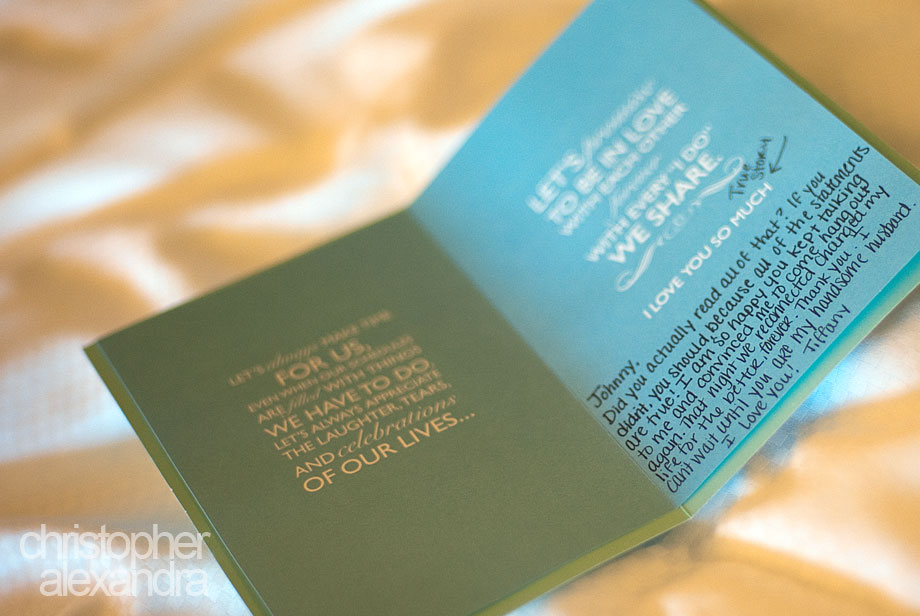 LET'S always MAKE TIME
FOR US,
EVEN WHEN OUR SCHEDULES
ARE filled WITH THINGS
WE HAVE TO DO.
LET'S ALWAYS APPRECIATE
THE LAUGHTER, TEARS,
AND celebrations
OF OUR LIVES...
LET'S promise
TO BE IN LOVE
WITH EACH OTHER
forever
WITH EVERY "I DO"
WE SHARE.
I LOVE YOU SO MUCH
True
Story
Johnny,
Did you actually read all of that? If you
didnt, you should, because all of the statements
are true. I am so happy you kept talking
to me and convinced me to come hang out
again. That night we reconnected changed my
life for the better, forever. Thank you. I
Cant wait until you are my handsome husband.
I love you! Tiffany
christopher
alexandra